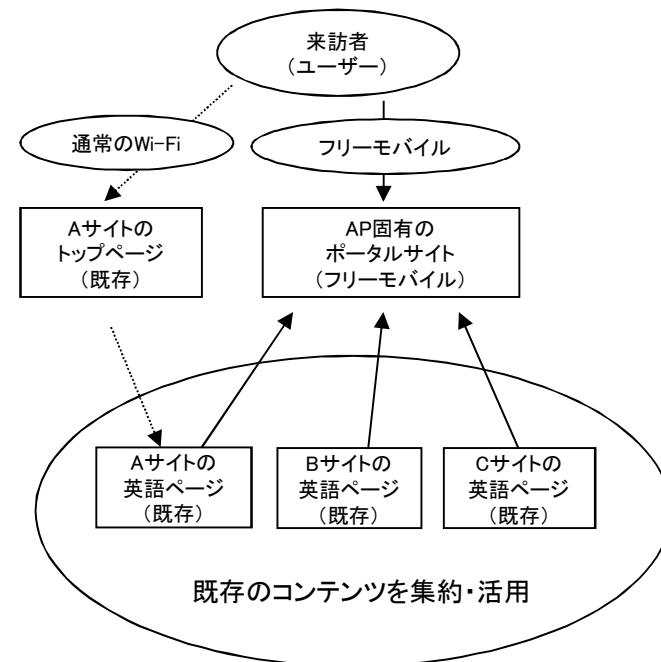 来訪者
(ユーザー)
通常のWi-Fi
フリーモバイル
Aサイトの
トップページ
(既存)
AP固有の
ポータルサイト
(フリーモバイル)
Aサイトの
英語ページ
(既存)
Bサイトの
英語ページ
(既存)
Cサイトの
英語ページ
(既存)
既存のコンテンツを集約・活用